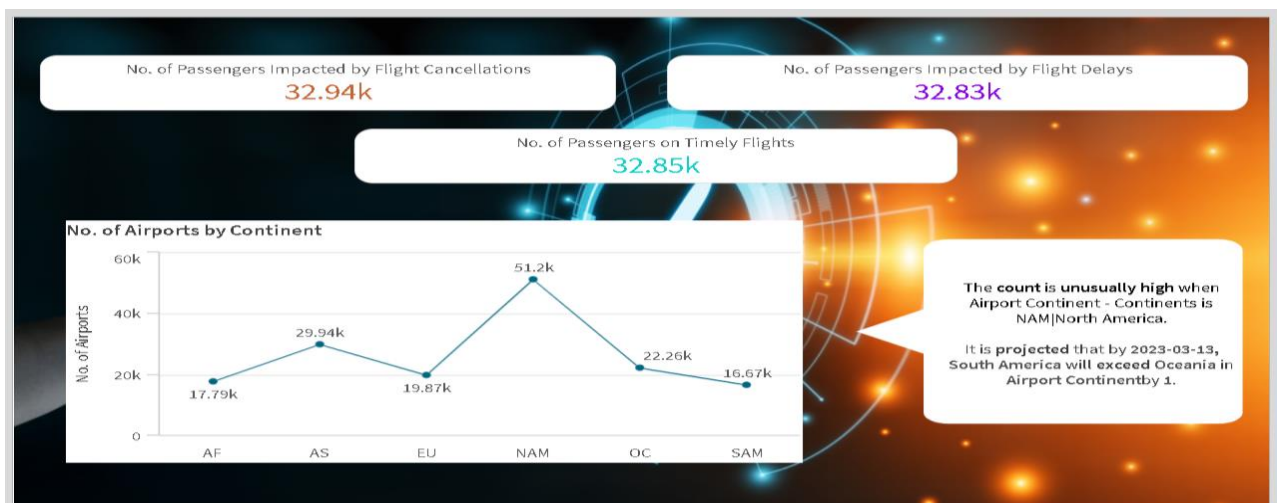 No. of Passengers Impacted by Flight Cancellations
32.94k
No. of Passengers Impacted by Flight Delays
32.83k
No. of Passengers on Timely Flights
32.85k
No. of Airports by Continent
No. of Airports
60k
40k
20k
0
17.79k
29.94k
19.87k
51.2k
22.26k
16.67k
AF
AS
EU
NAM
OC
SAM
The count is unusually high when
Airport Continent - Continents is
NAM|North America.
It is projected that by 2023-03-13,
South America will exceed Oceania in
Airport Continentby 1.